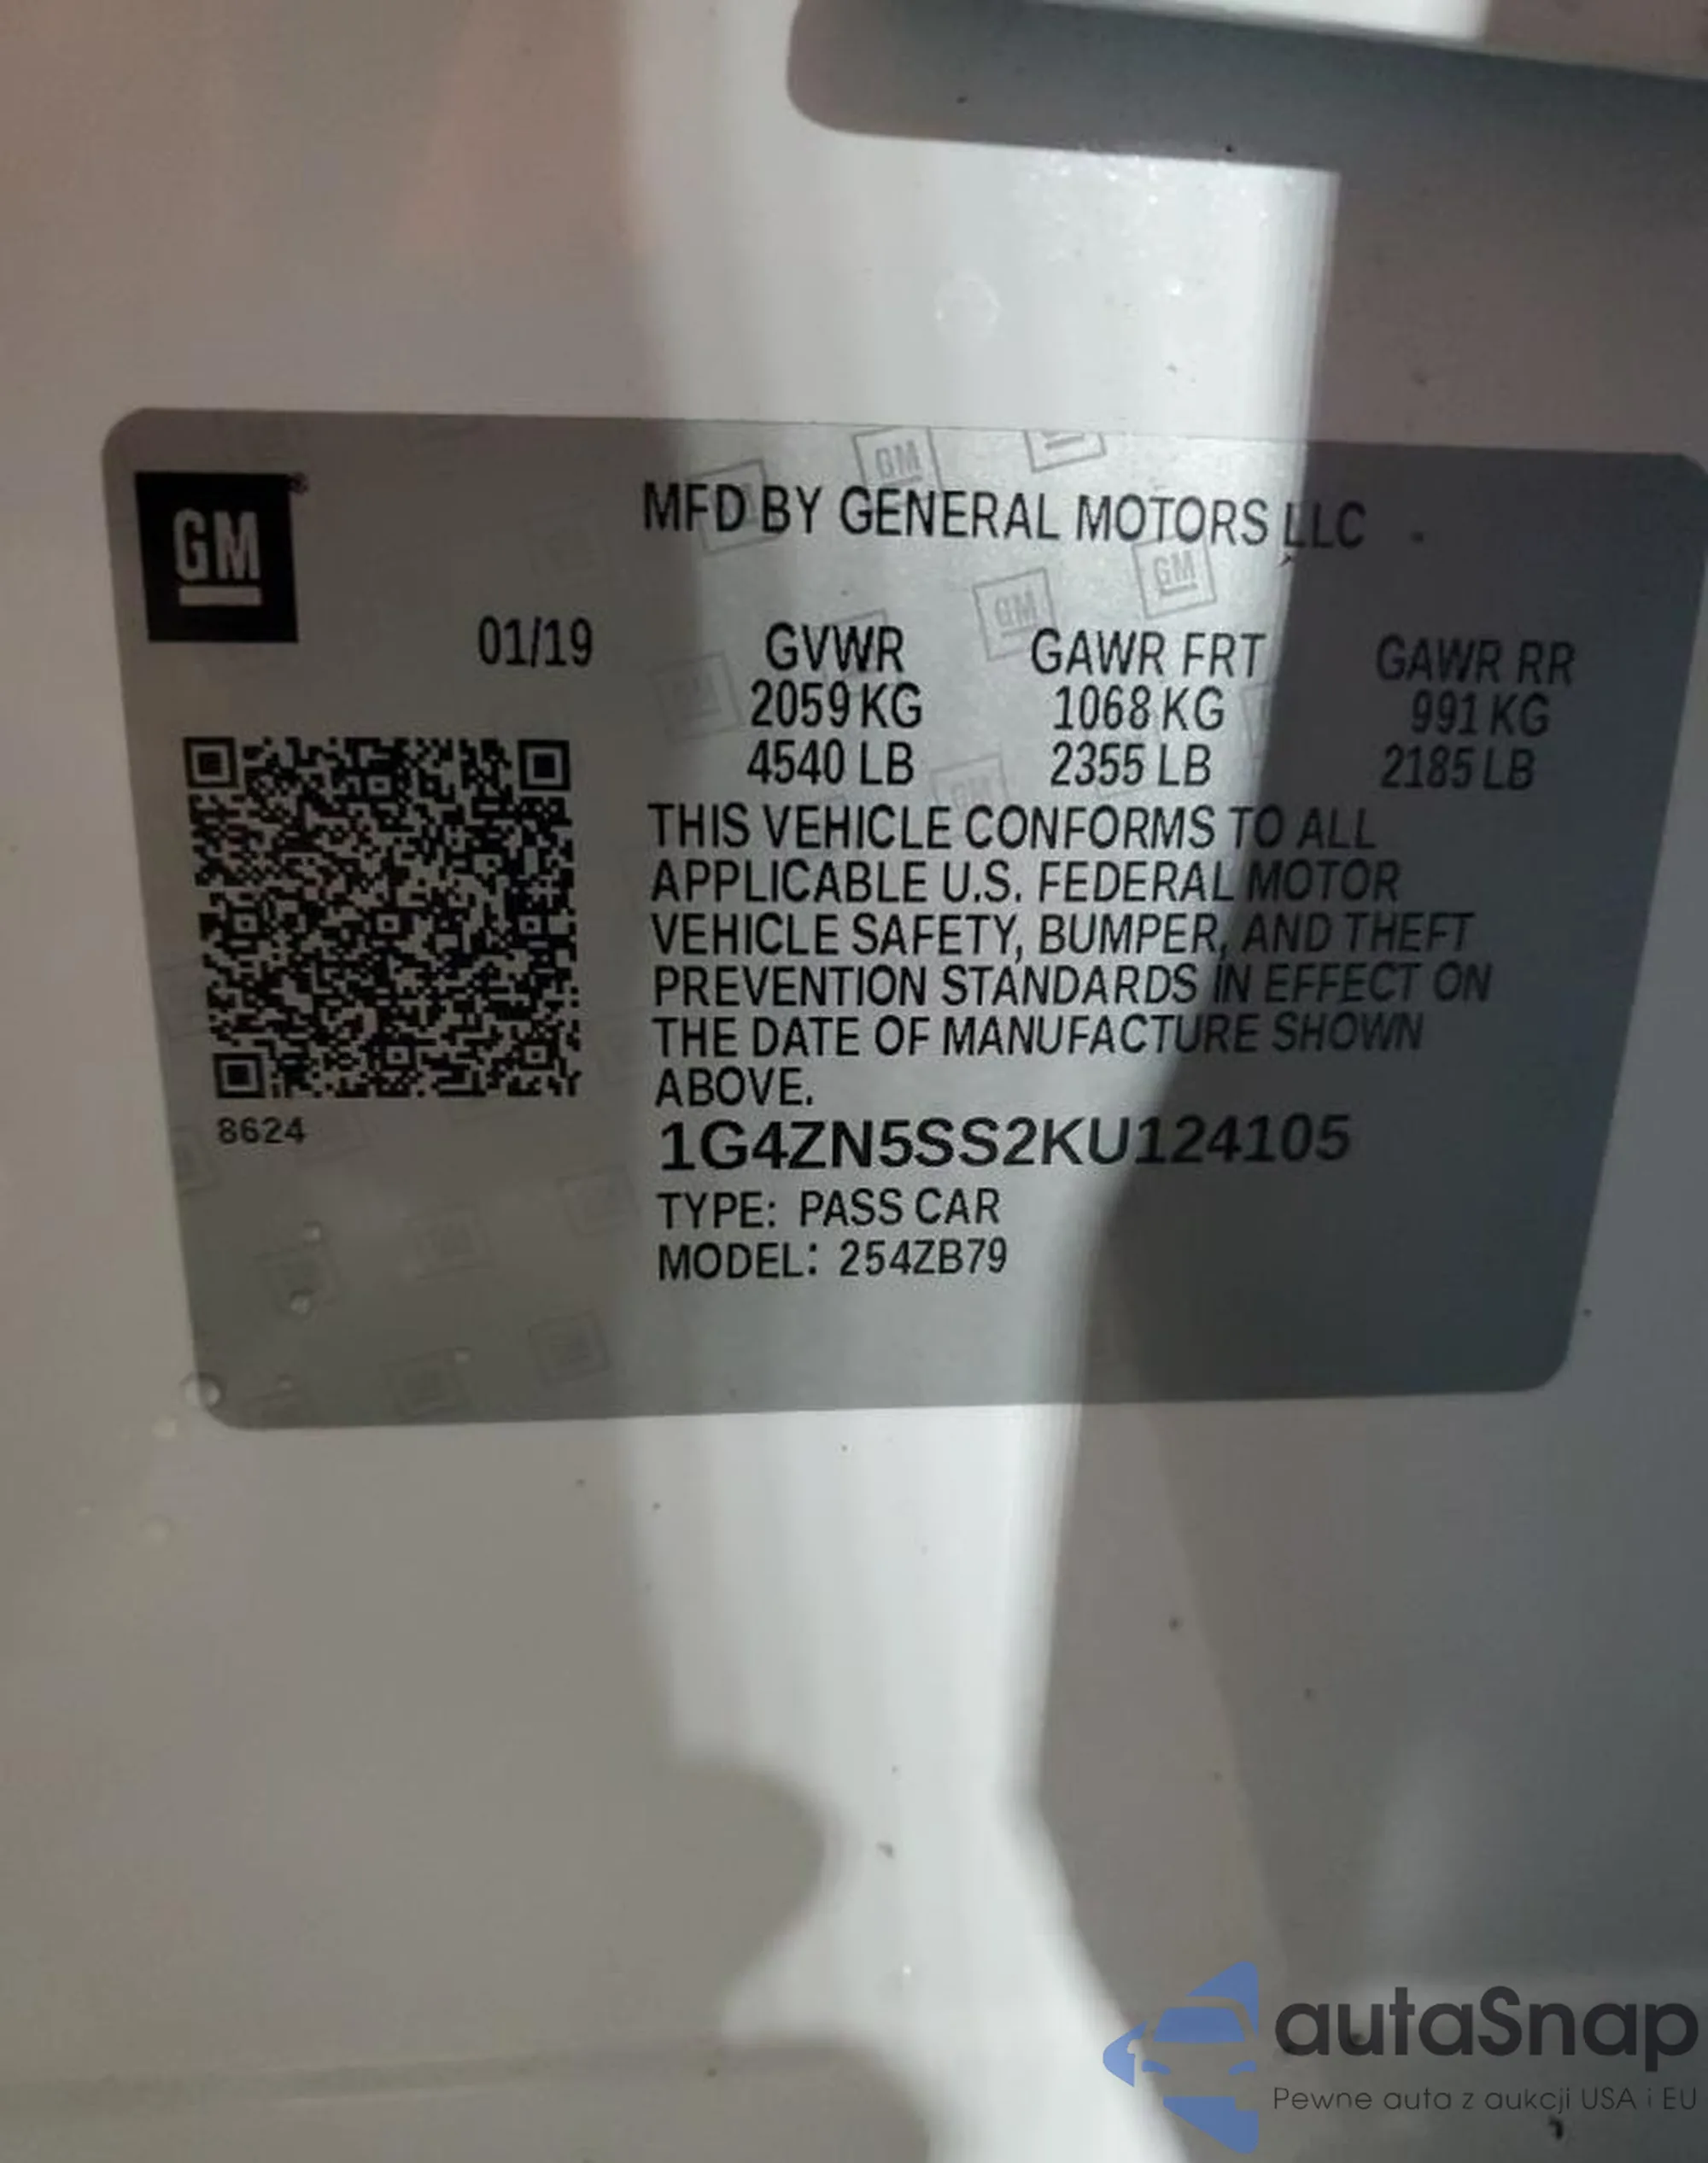 GM
MFD BY GENERAL MOTORS LLC
01/19 GVWR GAWR FRT GAWR RR
2059 KG 1068 KG 991 KG
4540 LB 2355 LB 2185 LB
THIS VEHICLE CONFORMS TO ALL
APPLICABLE U.S. FEDERAL MOTOR
VEHICLE SAFETY, BUMPER, AND THEFT
PREVENTION STANDARDS IN EFFECT ON
THE DATE OF MANUFACTURE SHOWN
ABOVE.
8624
1G4ZN5SS2KU124105
TYPE: PASS CAR
MODEL: 254ZB79
autaSnap
Pewne auta z aukcji USA i EU